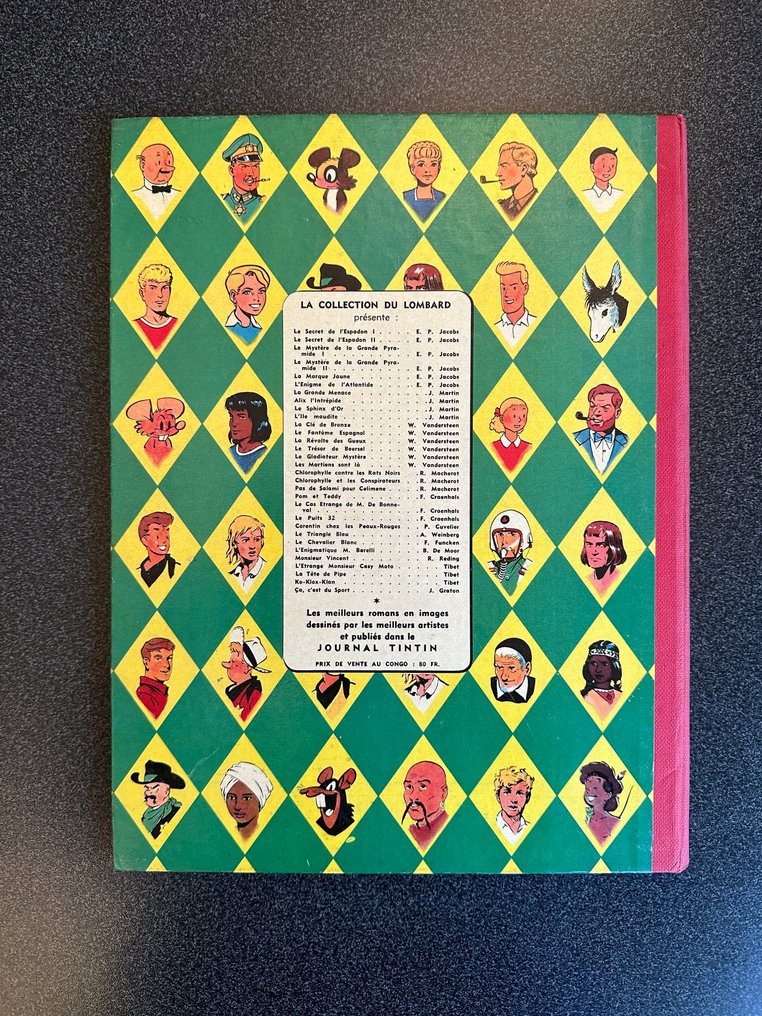 LA COLLECTION DU LOMBARD
présente :
Le Secret de l'Espadon I . . . . E. P. Jacobs
Le Secret de l'Espadon II . . . . E. P. Jacobs
Le Mystère de la Grande Pyra-
mide I . . . . . . . . . E. P. Jacobs
Le Mystère de la Grande Pyra-
mide II . . . . . . . . . E. P. Jacobs
La Marque Jaune . . . . . . E. P. Jacobs
L'Enigme de l'Atlantide . . . . E. P. Jacobs
La Grande Menace . . . . . . J. Martin
Alix l'Intrépide . . . . . . . J. Martin
Le Sphinx d'Or . . . . . . . J. Martin
L'Ile maudite . . . . . . . . J. Martin
La Clé de Bronze . . . . . W. Vandersteen
Le Fantôme Espagnol . . . . W. Vandersteen
La Révolte des Gueux . . . . W. Vandersteen
Le Trésor de Beersel . . . . W. Vandersteen
Le Gladiateur Mystère . . . . W. Vandersteen
Les Martiens sont là . . . . W. Vandersteen
Chlorophylle contre les Rats Noirs . R. Macherot
Chlorophylle et les Conspirateurs . R. Macherot
Pas de Salami pour Celimene . . R. Macherot
Pom et Teddy . . . . . . . F. Craenhals
Le Cas Etrange de M. De Bonne-
val . . . . . . . . . . F. Craenhals
Le Puits 32 . . . . . . . . F. Craenhals
Corentin chez les Peaux-Rouges . P. Cuvelier
Le Triangle Bleu . . . . . . A. Weinberg
Le Chevalier Blanc . . . . . F. Funcken
L'Enigmatique M. Barelli . . . B. De Moor
Monsieur Vincent . . . . . . R. Reding
L'Etrange Monsieur Casy Moto . . . Tibet
La Tête de Pipe . . . . . . . Tibet
Ko-Klox-Klan . . . . . . . . Tibet
Ça, c'est du Sport . . . . . . J. Graton
*
Les meilleurs romans en images
dessinés par les meilleurs artistes
et publiés dans le
JOURNAL TINTIN
PRIX DE VENTE AU CONGO : 80 FR.